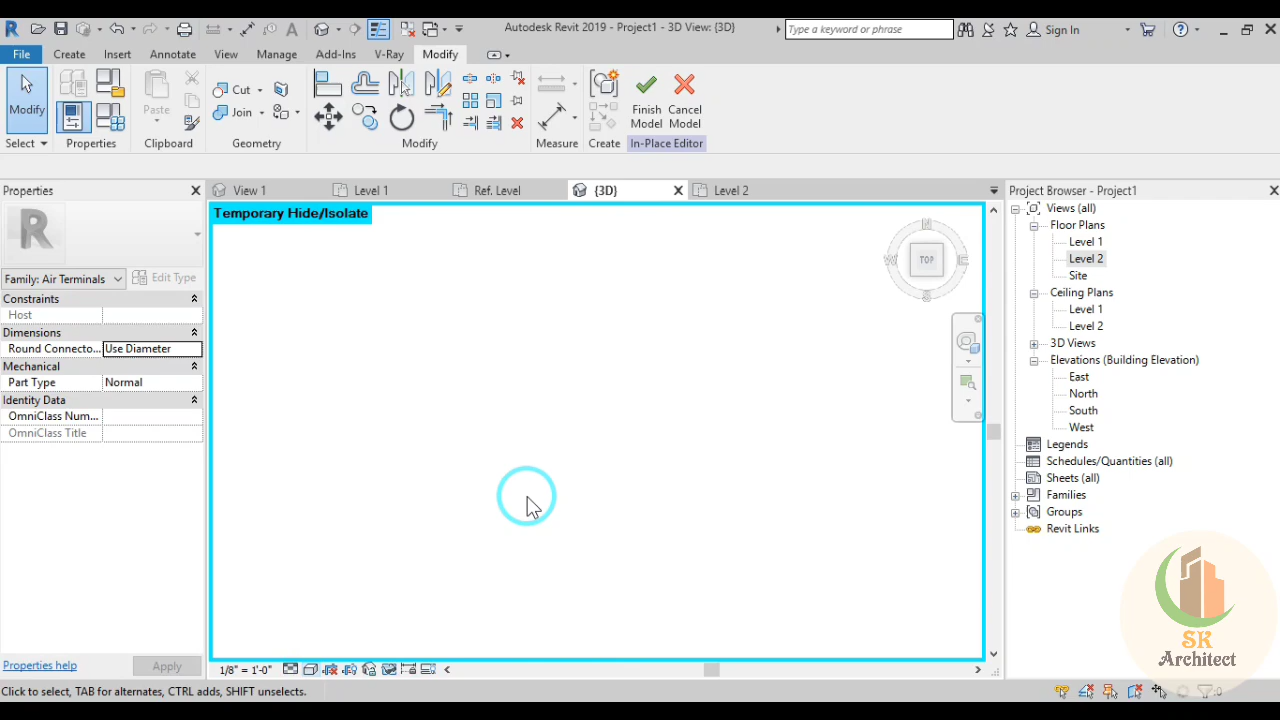 Autodesk Revit 2019 - Project1 - 3D View: {3D}
Type a keyword or phrase
Sign In
File Create Insert Annotate View Manage Add-Ins V-Ray Modify
Modify
Paste
Cut
Join
Finish Model
Cancel Model
Select Properties Clipboard Geometry Modify Measure Create In-Place Editor
Properties
View 1 Level 1 Ref. Level {3D} Level 2
Project Browser - Project1
Temporary Hide/Isolate
TOP
Family: Air Terminals
Edit Type
Constraints
Host
Dimensions
Round Connecto... Use Diameter
Mechanical
Part Type Normal
Identity Data
OmniClass Num...
OmniClass Title
Views (all)
Floor Plans
Level 1
Level 2
Site
Ceiling Plans
Level 1
Level 2
3D Views
Elevations (Building Elevation)
East
North
South
West
Legends
Schedules/Quantities (all)
Sheets (all)
Families
Groups
Revit Links
Properties help
Apply
1/8" = 1'-0"
Click to select, TAB for alternates, CTRL adds, SHIFT unselects.
:0
SK
Architect